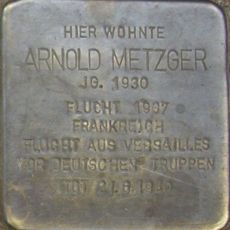 HIER WOHNTE
ARNOLD METZGER
JG. 1930
FLUCHT 1937
FRANKREICH
FLUCHT AUS VERSAILLES
VOR DEUTSCHEN TRUPPEN
TOT